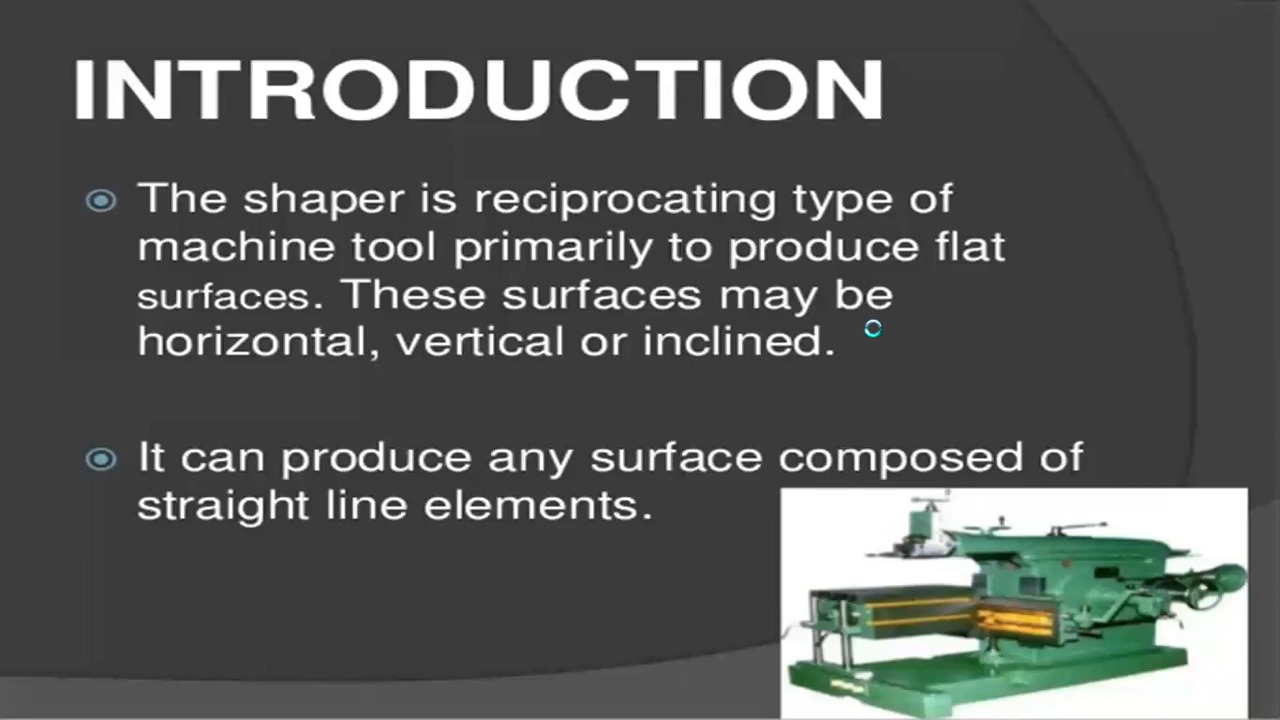 INTRODUCTION
The shaper is reciprocating type of
machine tool primarily to produce flat
surfaces. These surfaces may be
horizontal, vertical or inclined.
It can produce any surface composed of
straight line elements.